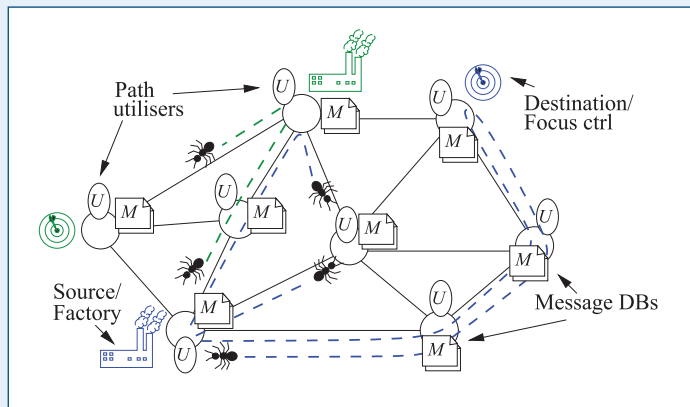 Path
utilisers
U
M
U
M
Destination/
Focus ctrl
U
M
U
M
U
M
U
M
Source/
Factory
M
U
U
M
Message DBs